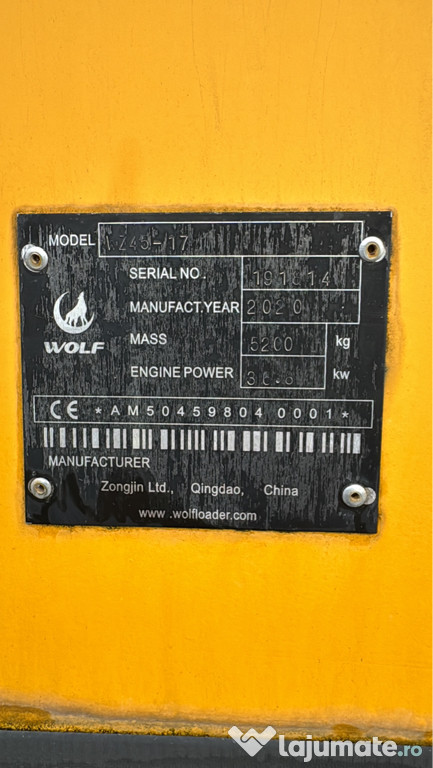 MODEL
SERIAL NO.
MANUFACT.YEAR 2020
WOLF
MASS 5200 kg
ENGINE POWER kw
CE *AM50459804 0001*
MANUFACTURER
Zongjin Ltd., Qingdao, China
www.wolfloader.com
lajumate.ro